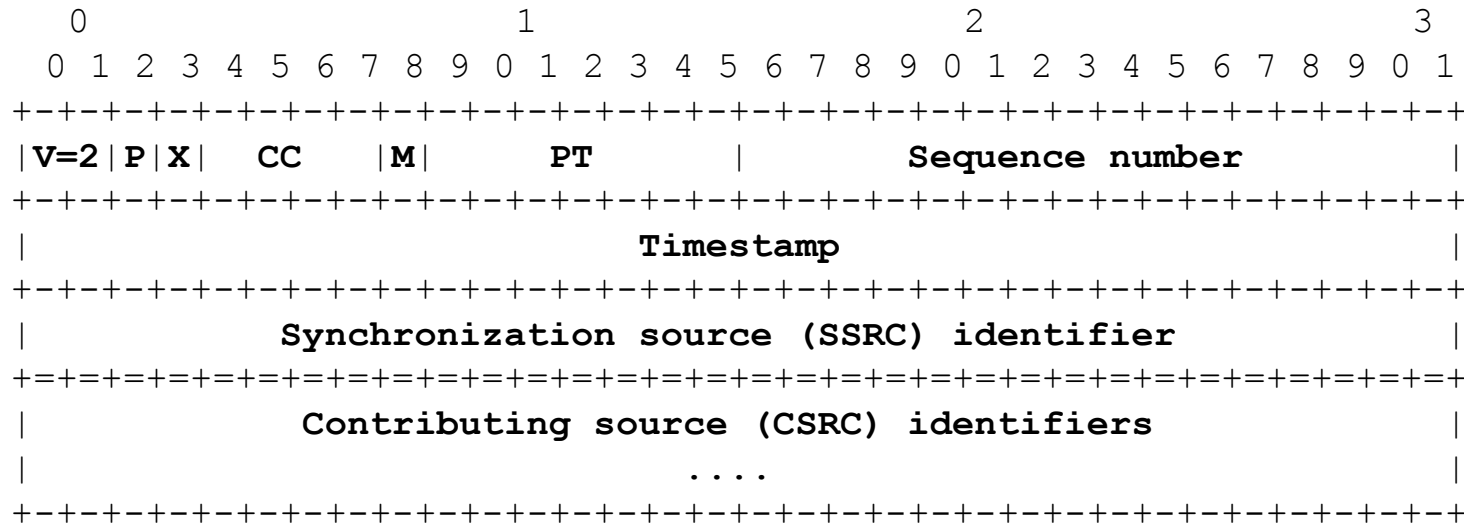 0                   1                   2                   3
 0 1 2 3 4 5 6 7 8 9 0 1 2 3 4 5 6 7 8 9 0 1 2 3 4 5 6 7 8 9 0 1
+-+-+-+-+-+-+-+-+-+-+-+-+-+-+-+-+-+-+-+-+-+-+-+-+-+-+-+-+-+-+-+-+
|V=2|P|X|  CC   |M|     PT      |       Sequence number         |
+-+-+-+-+-+-+-+-+-+-+-+-+-+-+-+-+-+-+-+-+-+-+-+-+-+-+-+-+-+-+-+-+
|                           Timestamp                           |
+-+-+-+-+-+-+-+-+-+-+-+-+-+-+-+-+-+-+-+-+-+-+-+-+-+-+-+-+-+-+-+-+
|           Synchronization source (SSRC) identifier            |
+=+=+=+=+=+=+=+=+=+=+=+=+=+=+=+=+=+=+=+=+=+=+=+=+=+=+=+=+=+=+=+=+
|            Contributing source (CSRC) identifiers             |
|                             ....                              |
+-+-+-+-+-+-+-+-+-+-+-+-+-+-+-+-+-+-+-+-+-+-+-+-+-+-+-+-+-+-+-+-+